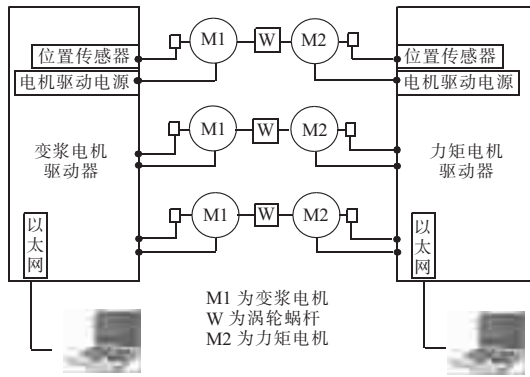 位置传感器
电机驱动电源
变浆电机
驱动器
以太网
M1 W M2
M1 W M2
M1 W M2
位置传感器
电机驱动电源
力矩电机
驱动器
以太网
M1 为变浆电机
W 为涡轮蜗杆
M2 为力矩电机